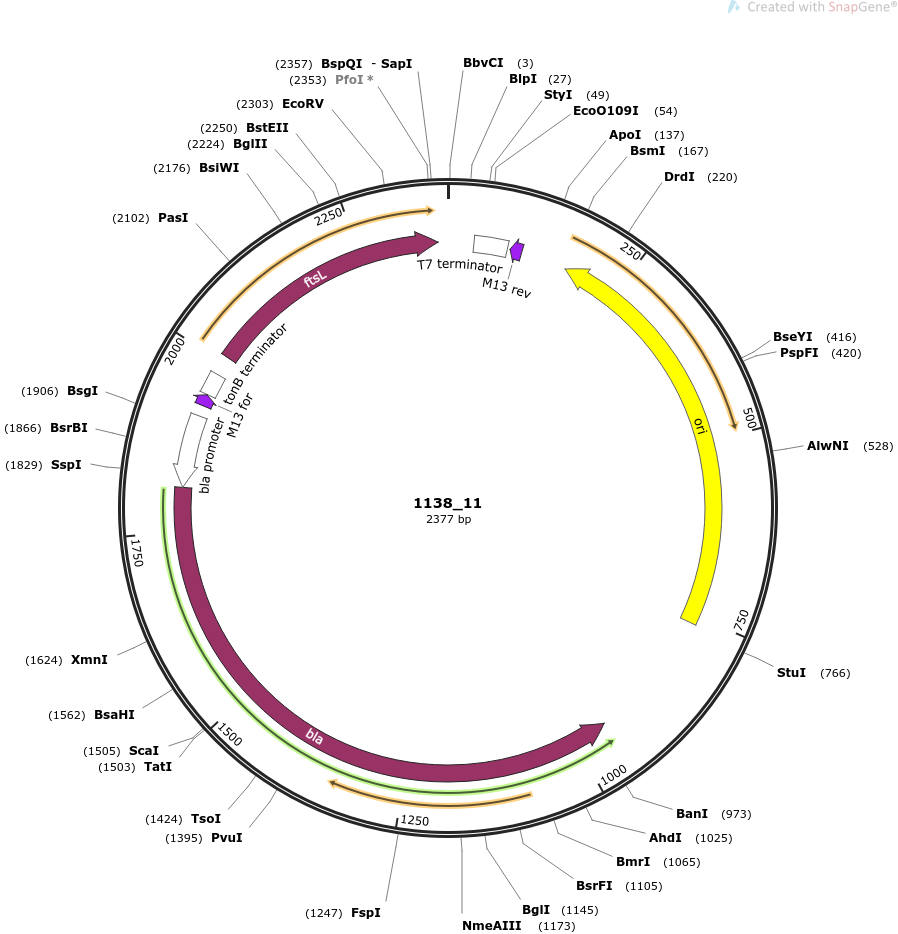 Created with SnapGene®
(2357) BspQI - SapI
(2353) PfoI *
(2303) EcoRV
(2250) BstEII
(2224) BglII
(2176) BsiWI
(2102) PasI
(1906) BsgI
(1866) BsrBI
(1829) SspI
(1624) XmnI
(1562) BsaHI
(1505) ScaI
(1503) TatI
(1424) TsoI
(1395) PvuI
(1247) FspI
BbvCI (3)
BlpI (27)
StyI (49)
EcoO109I (54)
ApoI (137)
BsmI (167)
DrdI (220)
BseYI (416)
PspFI (420)
AlwNI (528)
StuI (766)
BanI (973)
AhdI (1025)
BmrI (1065)
BsrFI (1105)
BglI (1145)
NmeAIII (1173)
250
500
750
1000
1250
1500
1750
2000
2250
ftsL
T7 terminator
M13 rev
tonB terminator
M13 for
bla promoter
ori
bla
1138_11
2377 bp